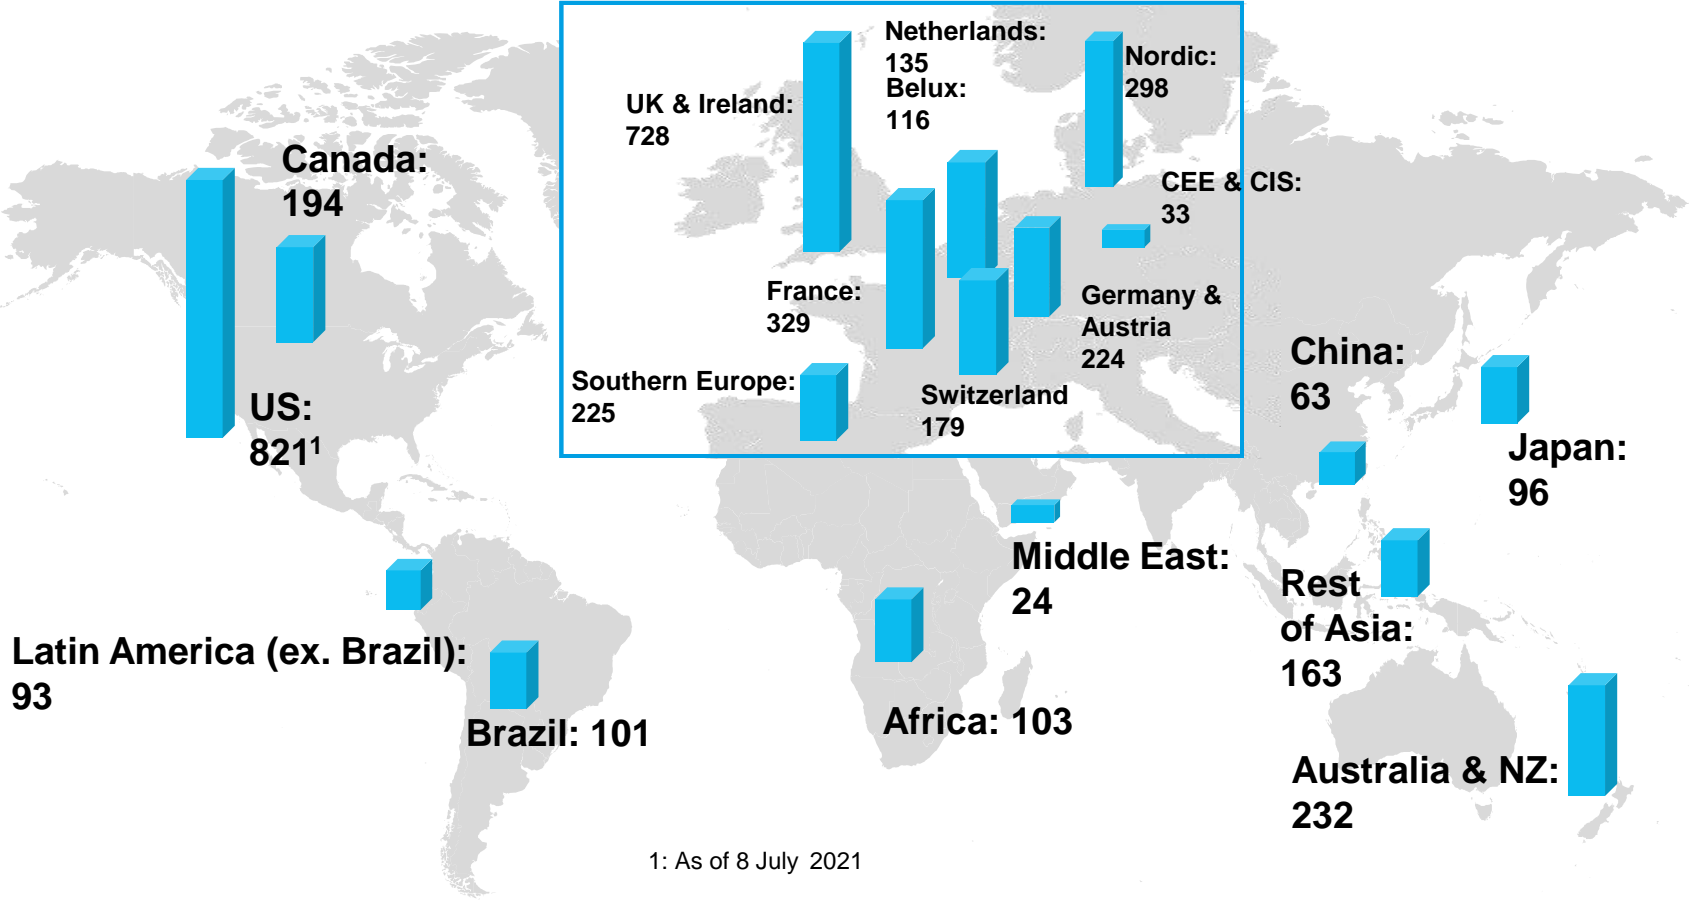 Netherlands:
135
Belux:
116
Nordic:
298
UK & Ireland:
728
Canada:
194
CEE & CIS:
33
France:
329
Germany &
Austria
224
Southern Europe:
225
Switzerland
179
US:
821¹
China:
63
Japan:
96
Middle East:
24
Rest
of Asia:
163
Latin America (ex. Brazil):
93
Brazil: 101
Africa: 103
Australia & NZ:
232
1: As of 8 July 2021